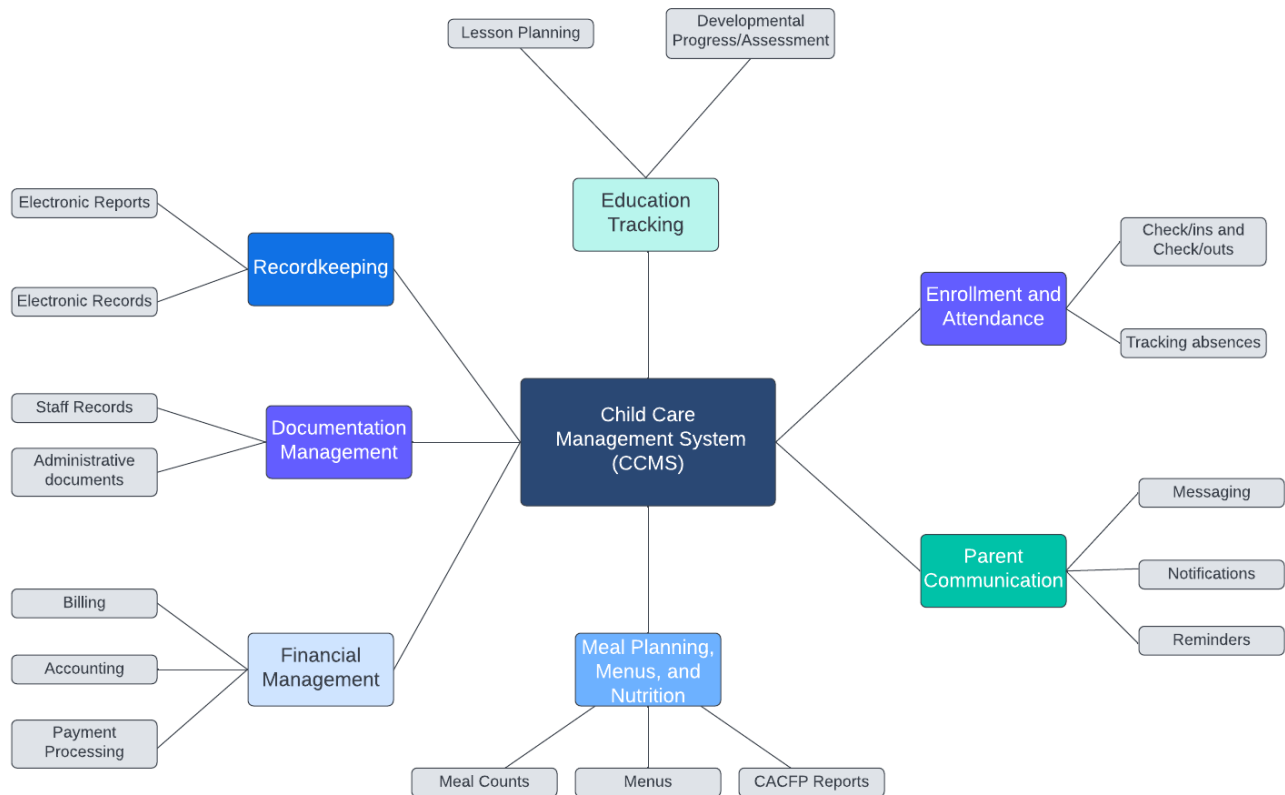 Lesson Planning
Developmental
Progress/Assessment
Education
Tracking
Electronic Reports
Electronic Records
Recordkeeping
Check/ins and
Check/outs
Tracking absences
Enrollment and
Attendance
Staff Records
Administrative
documents
Documentation
Management
Child Care
Management System
(CCMS)
Messaging
Notifications
Reminders
Parent
Communication
Billing
Accounting
Payment
Processing
Financial
Management
Meal Planning,
Menus, and
Nutrition
Meal Counts
Menus
CACFP Reports